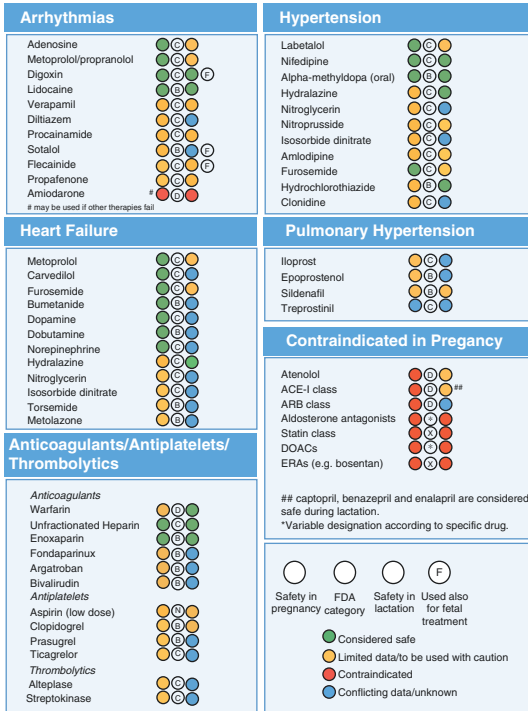 Arrhythmias
Adenosine C
Metoprolol/propranolol C
Digoxin C F
Lidocaine B
Verapamil C
Diltiazem C
Procainamide C
Sotalol B F
Flecainide C F
Propafenone C
Amiodarone # D
# may be used if other therapies fail
Heart Failure
Metoprolol C
Carvedilol C
Furosemide C
Bumetanide C
Dopamine C
Dobutamine B
Norepinephrine C
Hydralazine C
Nitroglycerin C
Isosorbide dinitrate C
Torsemide B
Metolazone B
Anticoagulants/Antiplatelets/
Thrombolytics
Anticoagulants
Warfarin D
Unfractionated Heparin C
Enoxaparin B
Fondaparinux B
Argatroban B
Bivalirudin B
Antiplatelets
Aspirin (low dose) N
Clopidogrel B
Prasugrel B
Ticagrelor C
Thrombolytics
Alteplase C
Streptokinase C
Hypertension
Labetalol C
Nifedipine C
Alpha-methyldopa (oral) B
Hydralazine C
Nitroglycerin C
Nitroprusside C
Isosorbide dinitrate C
Amlodipine C
Furosemide C
Hydrochlorothiazide B
Clonidine C
Pulmonary Hypertension
Iloprost C
Epoprostenol B
Sildenafil B
Treprostinil C
Contraindicated in Pregancy
Atenolol D
ACE-I class D ##
ARB class D
Aldosterone antagonists *
Statin class X
DOACs *
ERAs (e.g. bosentan) X
## captopril, benazepril and enalapril are considered
safe during lactation.
*Variable designation according to specific drug.
F
Safety in FDA Safety in Used also
pregnancy category lactation for fetal
treatment
Considered safe
Limited data/to be used with caution
Contraindicated
Conflicting data/unknown